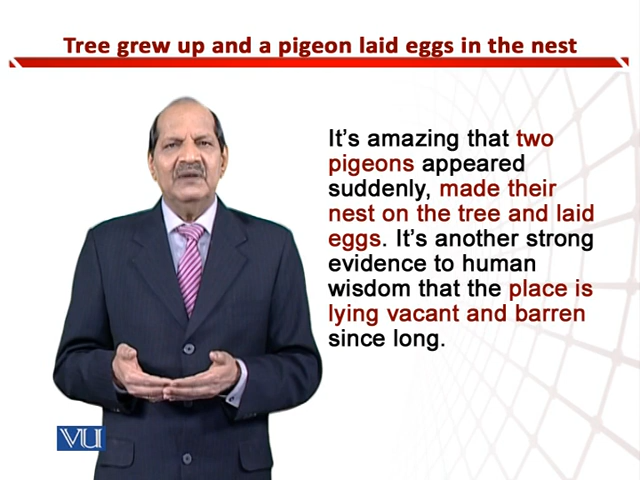 Tree grew up and a pigeon laid eggs in the nest
It's amazing that two
pigeons appeared
suddenly, made their
nest on the tree and laid
eggs. It's another strong
evidence to human
wisdom that the place is
lying vacant and barren
since long.
VU